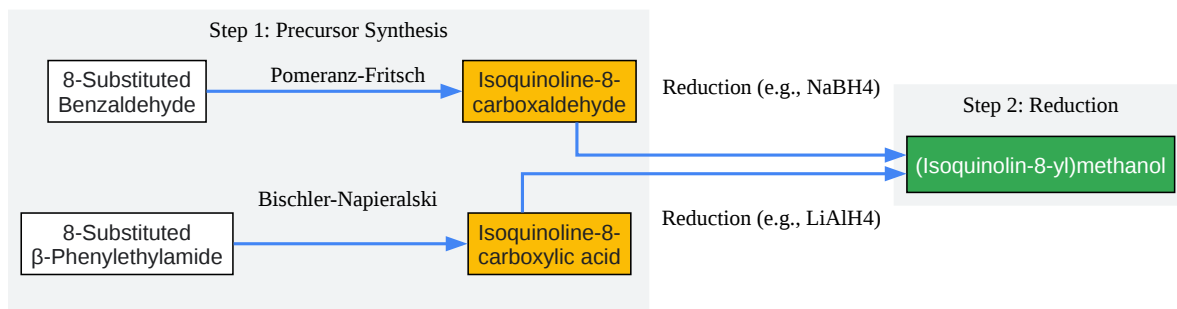 Step 1: Precursor Synthesis
8-Substituted
Benzaldehyde
Pomeranz-Fritsch
Isoquinoline-8-
carboxaldehyde
Reduction (e.g., NaBH4)
Step 2: Reduction
(Isoquinolin-8-yl)methanol
8-Substituted
β-Phenylethylamide
Bischler-Napieralski
Isoquinoline-8-
carboxylic acid
Reduction (e.g., LiAlH4)